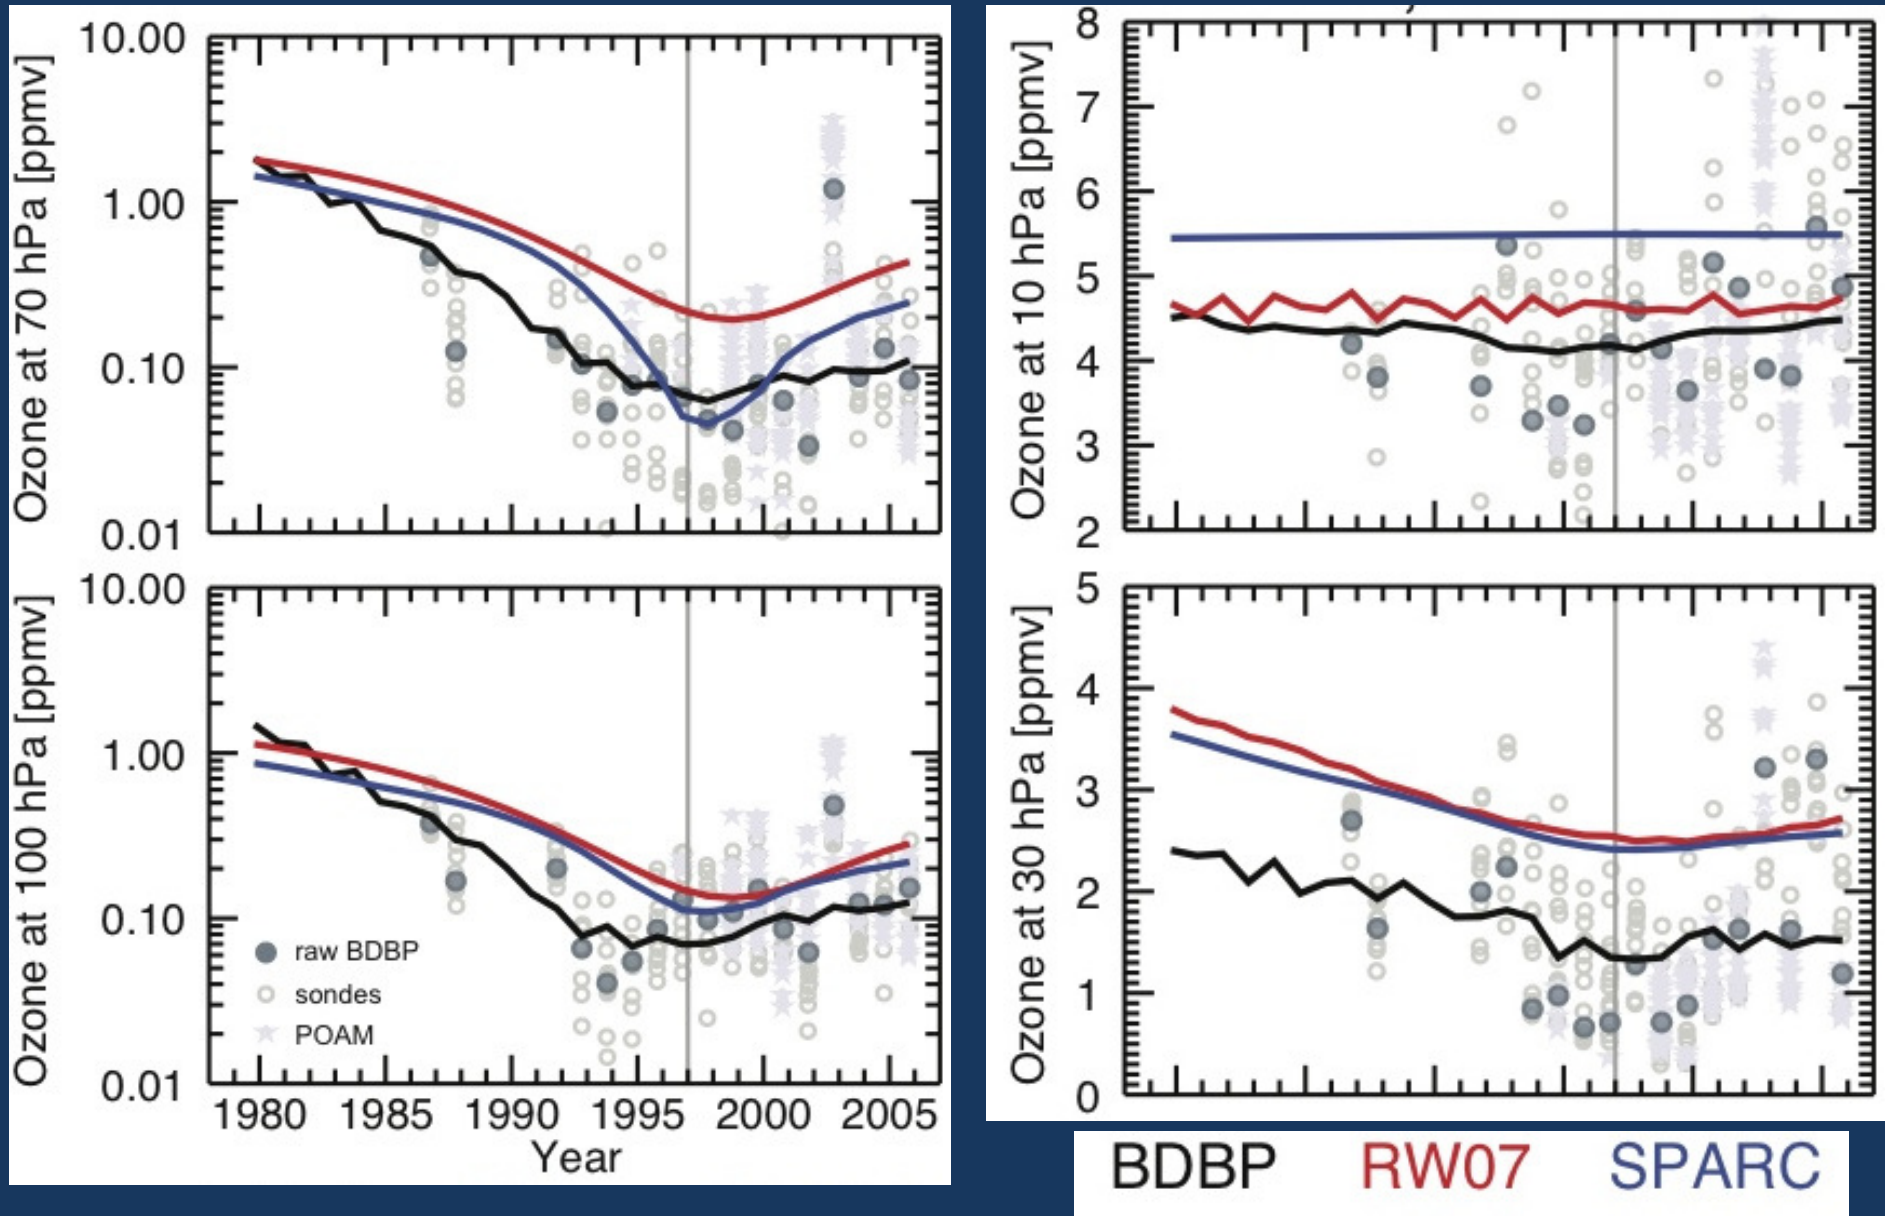 Ozone at 70 hPa [ppmv]
10.00
1.00
0.10
0.01
Ozone at 100 hPa [ppmv]
10.00
1.00
0.10
0.01
raw BDBP
sondes
POAM
1980 1985 1990 1995 2000 2005
Year
Ozone at 10 hPa [ppmv]
8
7
6
5
4
3
2
Ozone at 30 hPa [ppmv]
5
4
3
2
1
0
BDBP RW07 SPARC